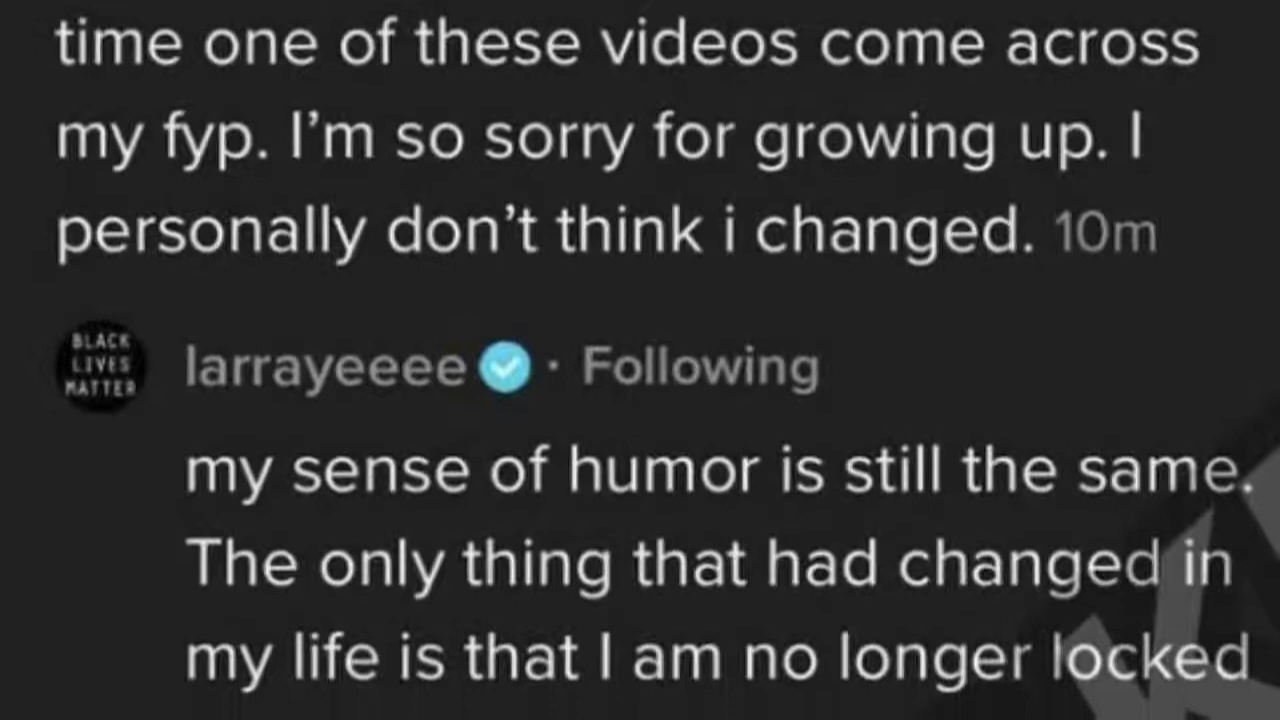 time one of these videos come across
my fyp. I’m so sorry for growing up. I
personally don’t think i changed. 10m
BLACK
LIVES
MATTER
larrayeeee · Following
my sense of humor is still the same.
The only thing that had changed in
my life is that I am no longer locked